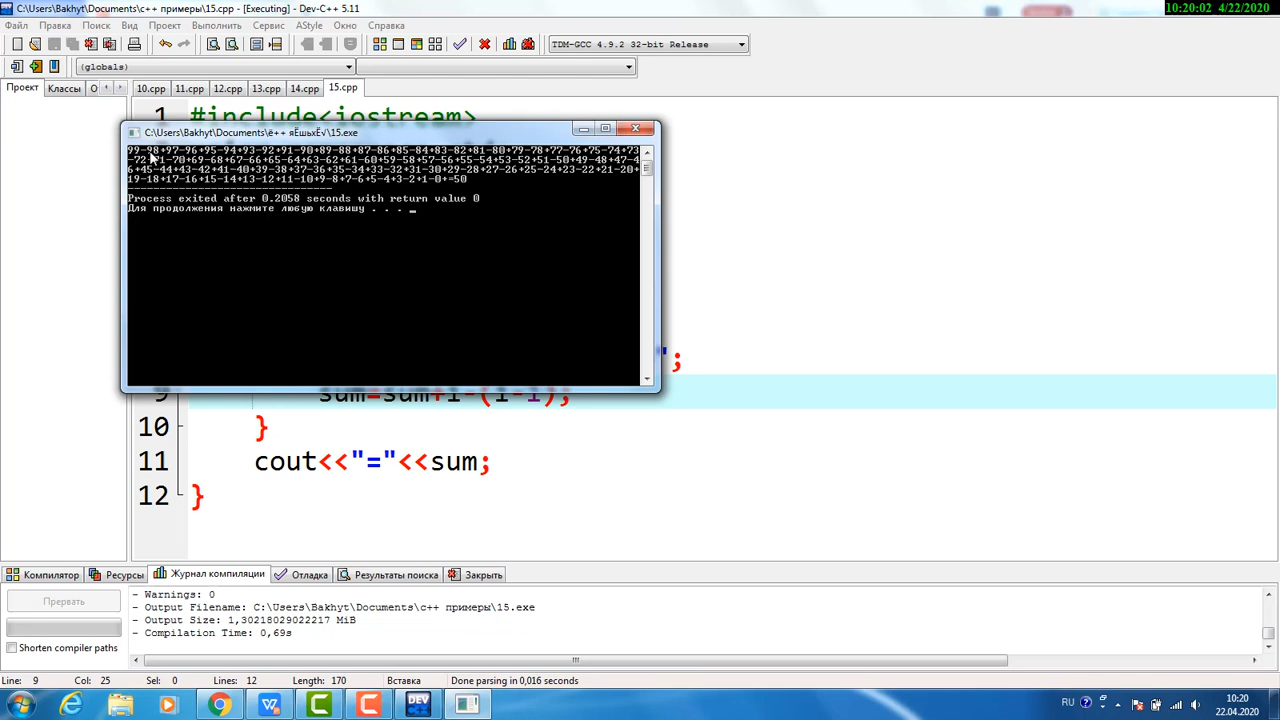 C:\Users\Bakhyt\Documents\c++ примеры\15.cpp - [Executing] - Dev-C++ 5.11
10:20:02 4/22/2020
Файл Правка Поиск Вид Проект Выполнить Сервис AStyle Окно Справка
TDM-GCC 4.9.2 32-bit Release
(globals)
Проект Классы О 10.cpp 11.cpp 12.cpp 13.cpp 14.cpp 15.cpp
1 #include<iostream>
C:\Users\Bakhyt\Documents\ё++ яЁшьхЁ√\15.exe
99-98+97-96+95-94+93-92+91-90+89-88+87-86+85-84+83-82+81-80+79-78+77-76+75-74+73
-72+71-70+69-68+67-66+65-64+63-62+61-60+59-58+57-56+55-54+53-52+51-50+49-48+47-4
6+45-44+43-42+41-40+39-38+37-36+35-34+33-32+31-30+29-28+27-26+25-24+23-22+21-20+
19-18+17-16+15-14+13-12+11-10+9-8+7-6+5-4+3-2+1-0+=50
--------------------------------
Process exited after 0.2058 seconds with return value 0
Для продолжения нажмите любую клавишу . . . _
";
9 sum=sum+i-(i-1);
10 }
11 cout<<"="<<sum;
12 }
Компилятор Ресурсы Журнал компиляции Отладка Результаты поиска Закрыть
Прервать
Shorten compiler paths
- Warnings: 0
- Output Filename: C:\Users\Bakhyt\Documents\c++ примеры\15.exe
- Output Size: 1,30218029022217 MiB
- Compilation Time: 0,69s
Line: 9 Col: 25 Sel: 0 Lines: 12 Length: 170 Вставка Done parsing in 0,016 seconds
DEV
RU
10:20
22.04.2020